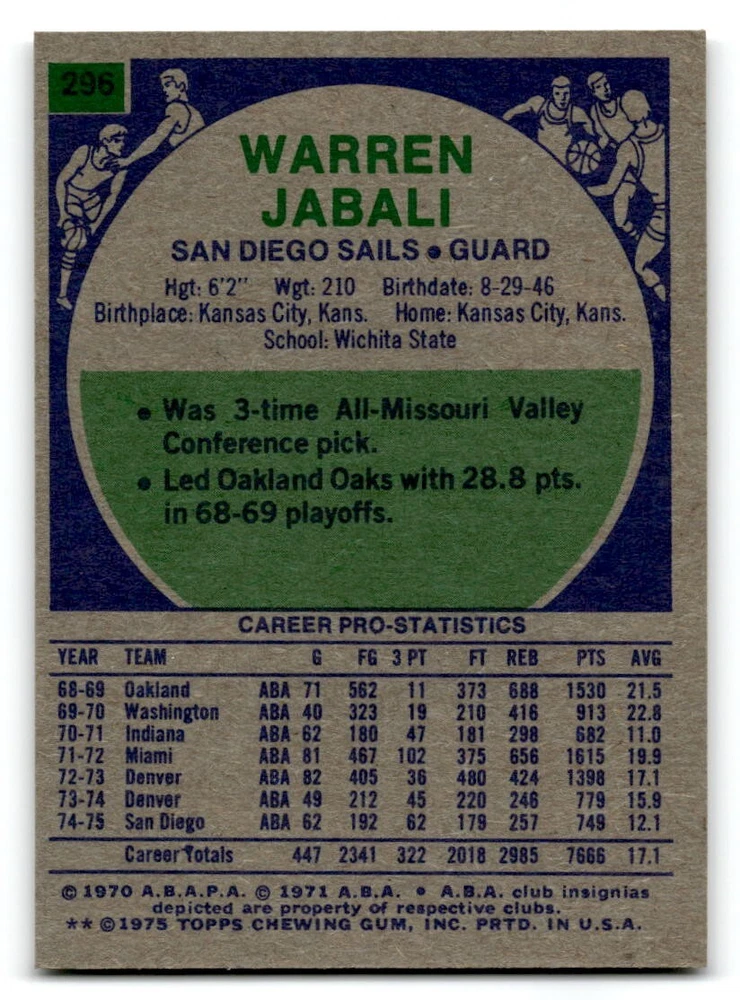 296
WARREN
JABALI
SAN DIEGO SAILS • GUARD
Hgt: 6'2" Wgt: 210 Birthdate: 8-29-46
Birthplace: Kansas City, Kans. Home: Kansas City, Kans.
School: Wichita State
• Was 3-time All-Missouri Valley
Conference pick.
• Led Oakland Oaks with 28.8 pts.
in 68-69 playoffs.
CAREER PRO-STATISTICS
YEAR TEAM G FG 3 PT FT REB PTS AVG
68-69 Oakland ABA 71 562 11 373 688 1530 21.5
69-70 Washington ABA 40 323 19 210 416 913 22.8
70-71 Indiana ABA 62 180 47 181 298 682 11.0
71-72 Miami ABA 81 467 102 375 656 1615 19.9
72-73 Denver ABA 82 405 36 480 424 1398 17.1
73-74 Denver ABA 49 212 45 220 246 779 15.9
74-75 San Diego ABA 62 192 62 179 257 749 12.1
Career Totals 447 2341 322 2018 2985 7666 17.1
© 1970 A.B.A.P.A. © 1971 A.B.A. • A.B.A. club insignias
depicted are property of respective clubs.
** ©1975 TOPPS CHEWING GUM, INC. PRTD. IN U.S.A.